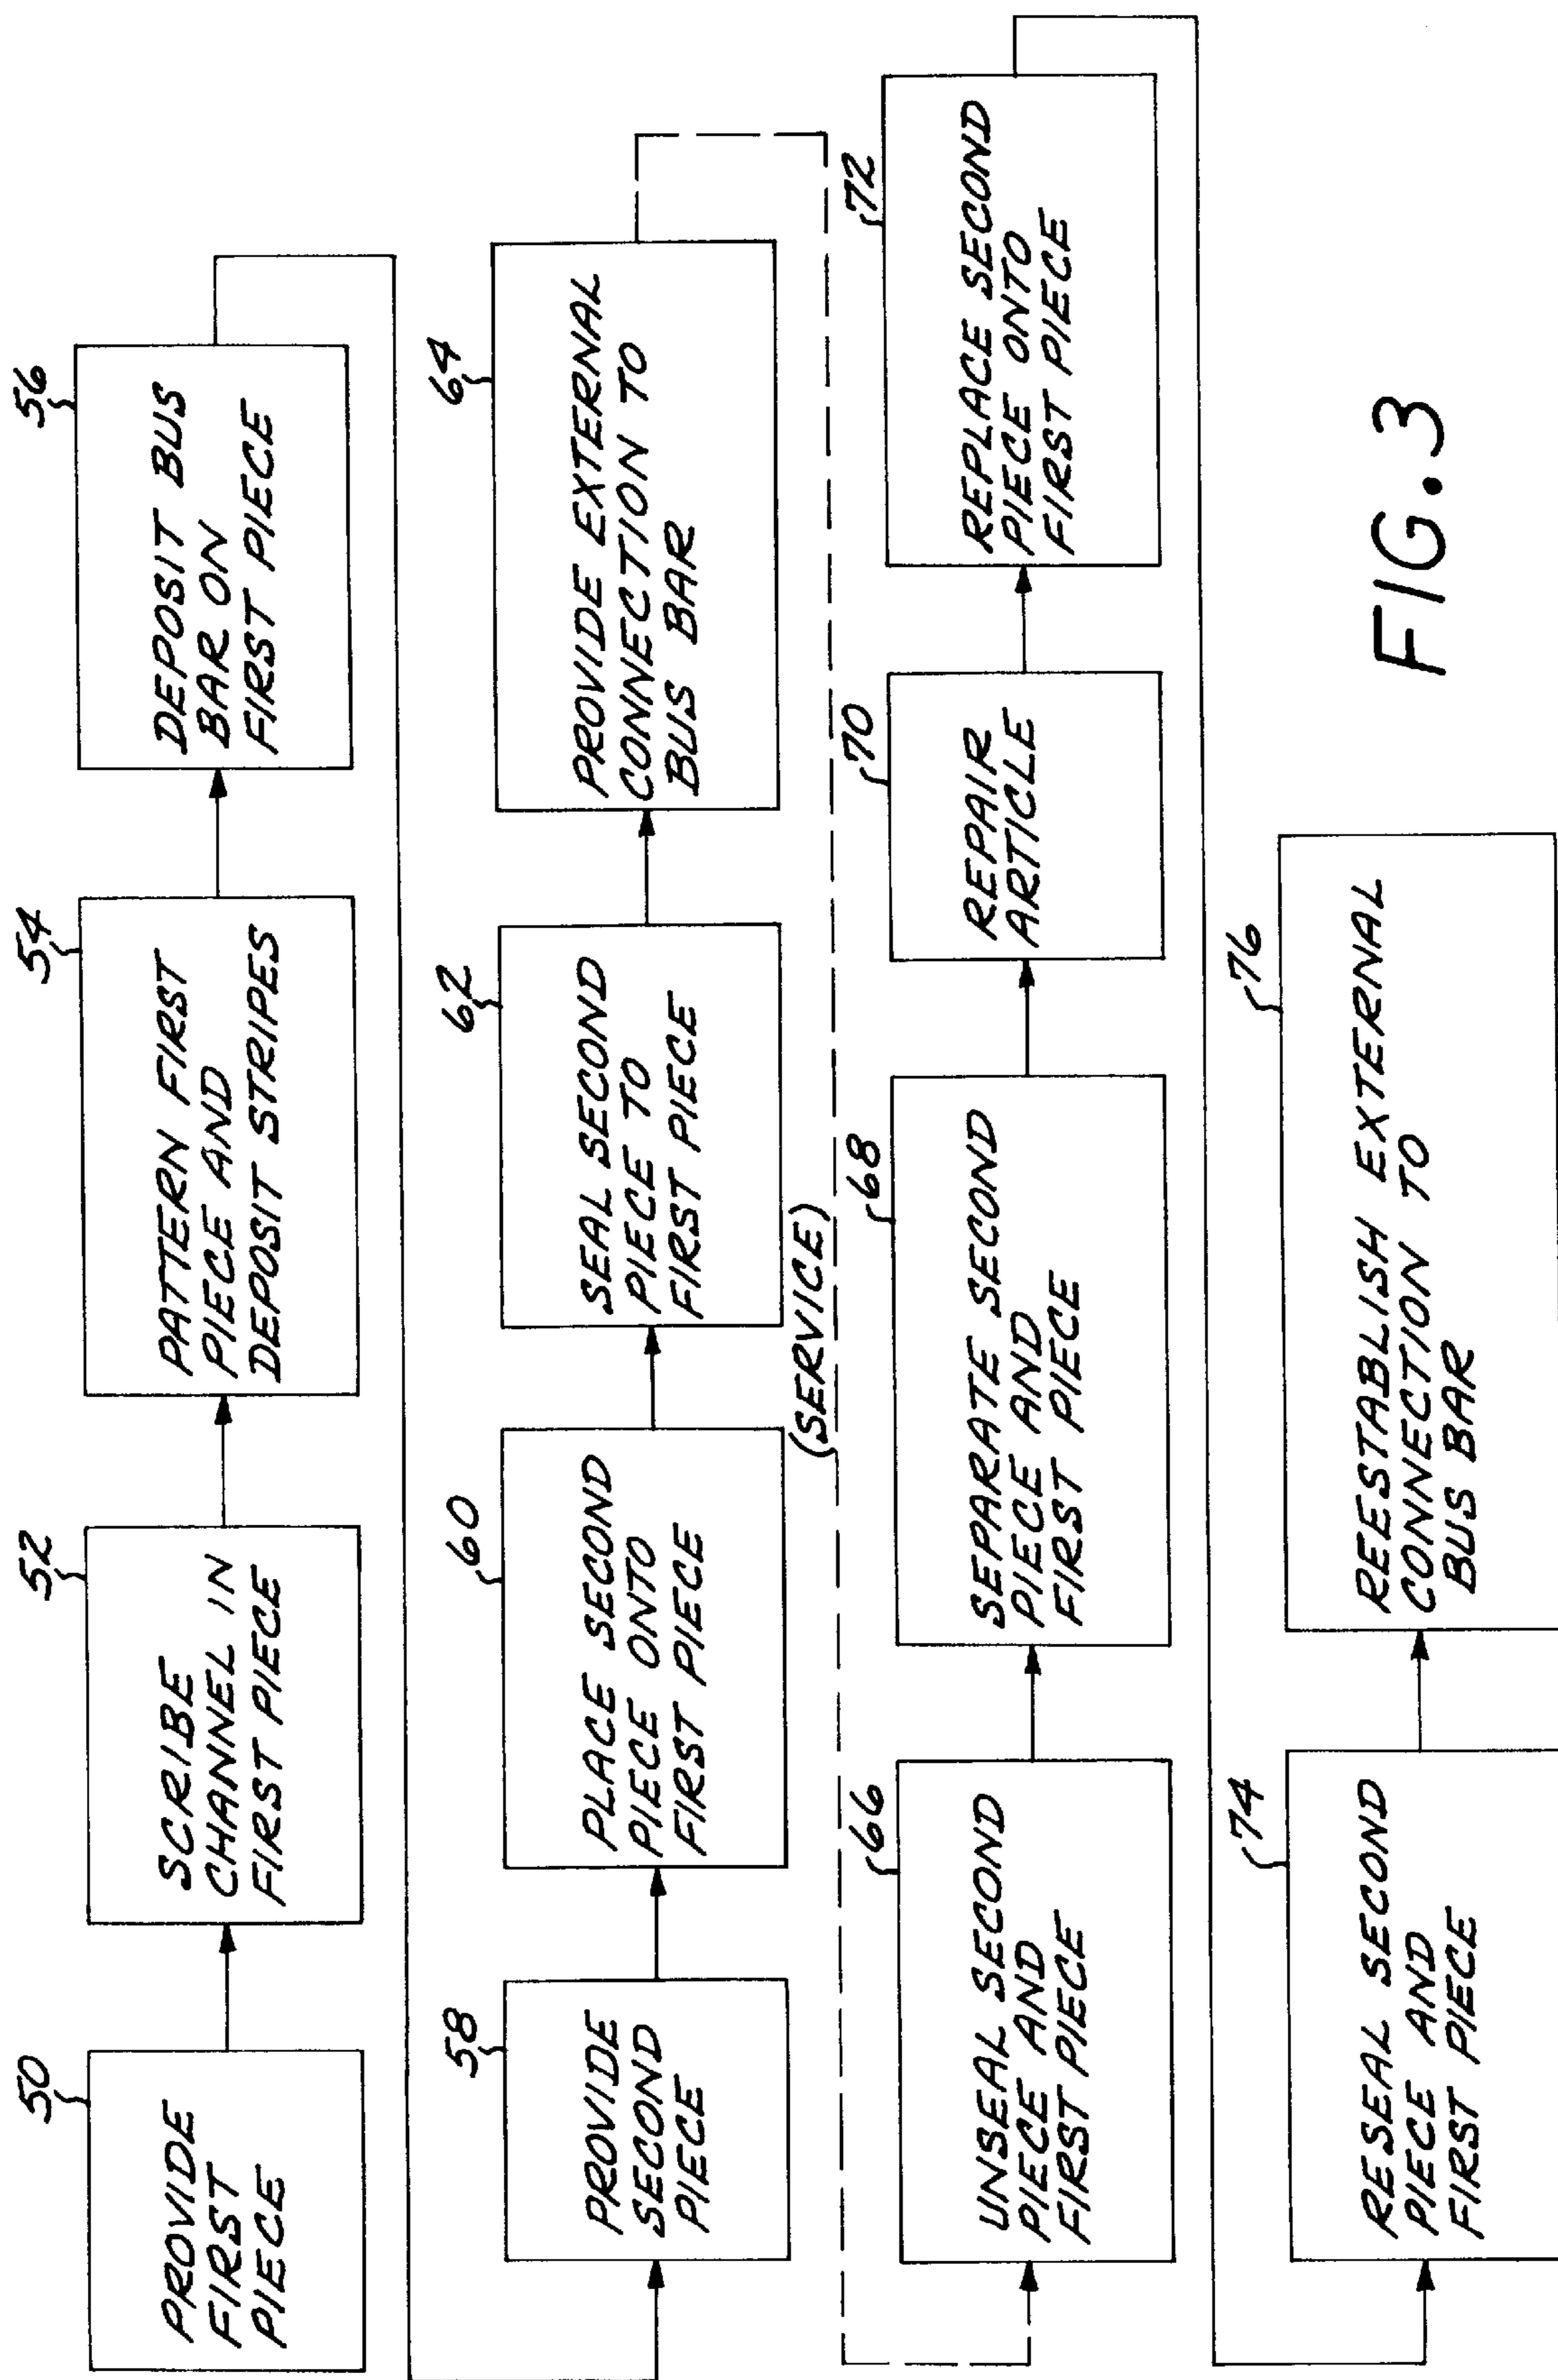 50
PROVIDE
FIRST
PIECE
52
SCRIBE
CHANNEL IN
FIRST PIECE
54
PATTERN FIRST
PIECE AND
DEPOSIT STRIPES
56
DEPOSIT BUS
BAR ON
FIRST PIECE
58
PROVIDE
SECOND
PIECE
60
PLACE SECOND
PIECE ONTO
FIRST PIECE
62
SEAL SECOND
PIECE TO
FIRST PIECE
64
PROVIDE EXTERNAL
CONNECTION TO
BUS BAR
(SERVICE)
66
UNSEAL SECOND
PIECE AND
FIRST PIECE
68
SEPARATE SECOND
PIECE AND
FIRST PIECE
70
REPAIR
ARTICLE
72
REPLACE SECOND
PIECE ONTO
FIRST PIECE
74
RESEAL SECOND
PIECE AND
FIRST PIECE
76
REESTABLISH EXTERNAL
CONNECTION TO
BUS BAR
FIG.3